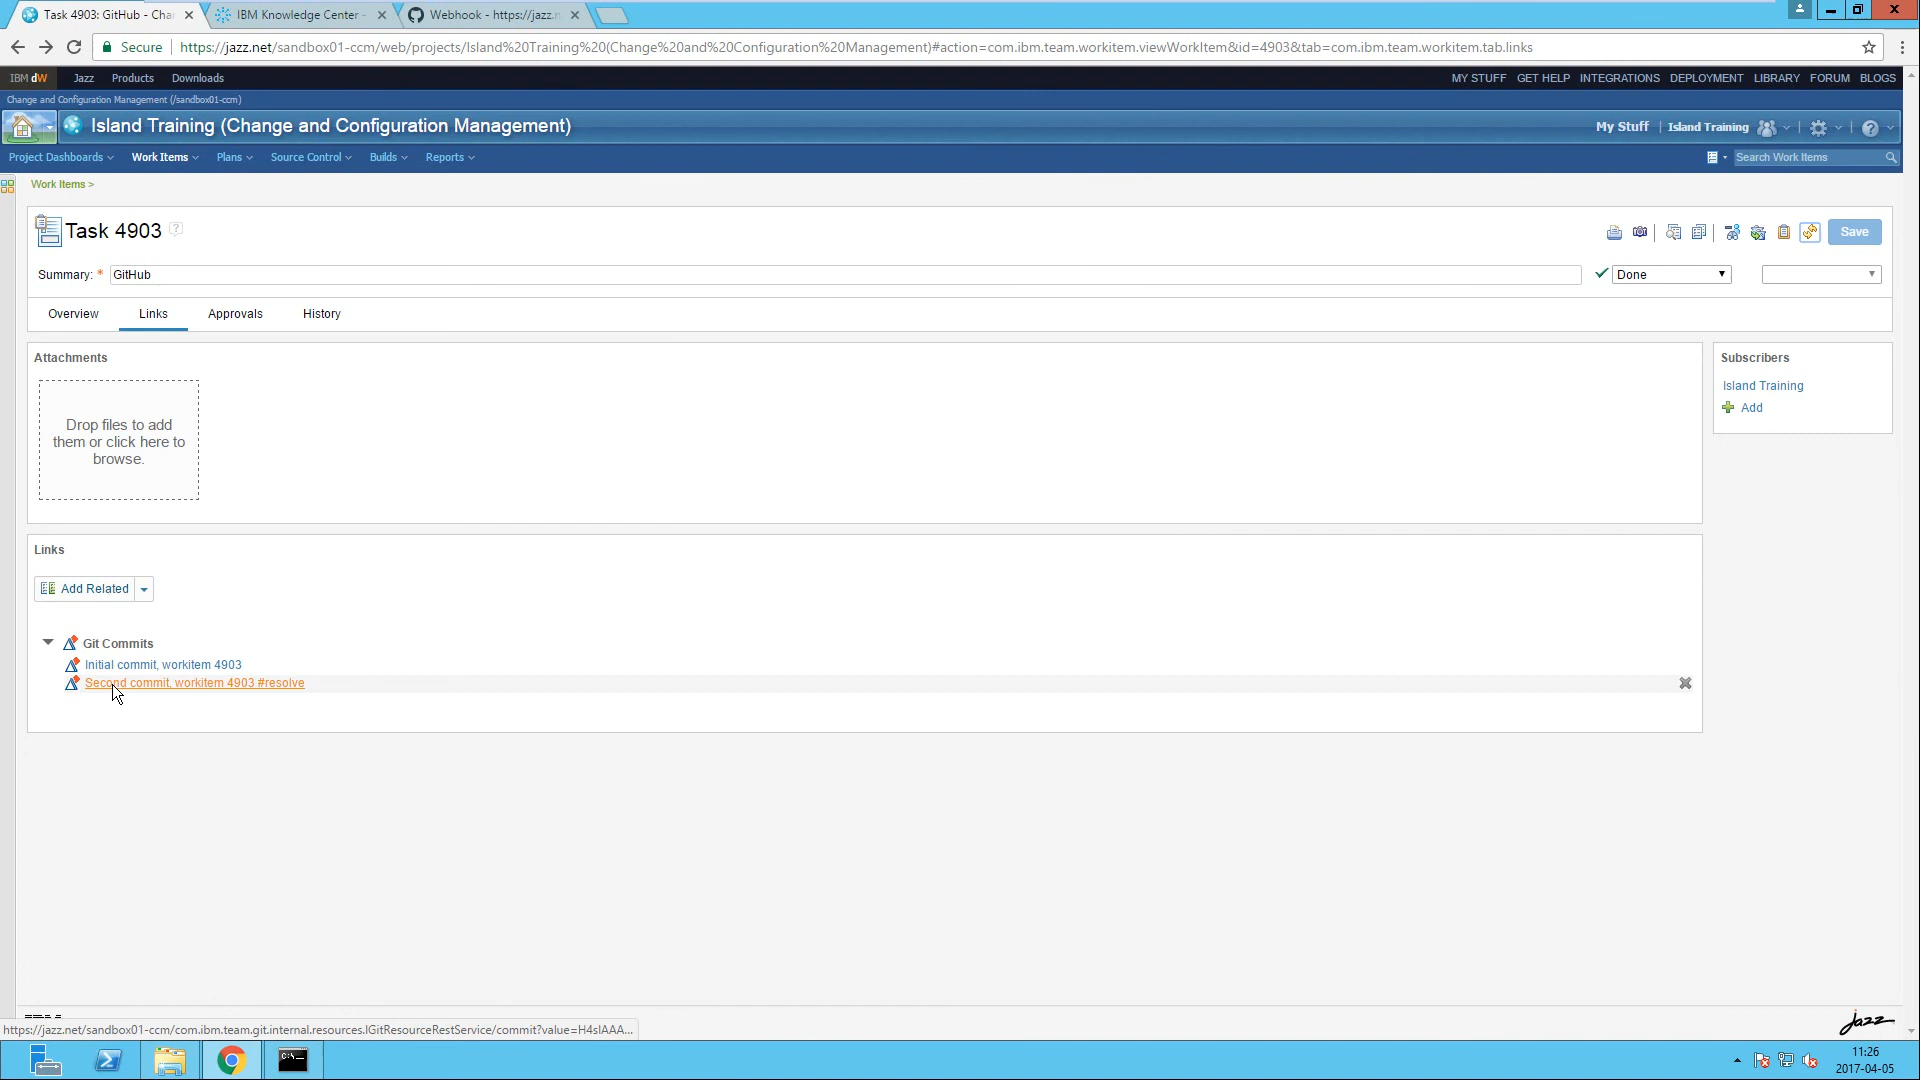 Task 4903: GitHub - Cha
IBM Knowledge Center -
Webhook - https://jazz.n
Secure
https://jazz.net/sandbox01-ccm/web/projects/Island%20Training%20(Change%20and%20Configuration%20Management)#action=com.ibm.team.workitem.viewWorkItem&id=4903&tab=com.ibm.team.workitem.tab.links
IBM dW Jazz Products Downloads
MY STUFF GET HELP INTEGRATIONS DEPLOYMENT LIBRARY FORUM BLOGS
Change and Configuration Management (/sandbox01-ccm)
Island Training (Change and Configuration Management)
My Stuff | Island Training
Project Dashboards Work Items Plans Source Control Builds Reports
Search Work Items
Work Items >
Task 4903 ?
Save
Summary: * GitHub
Done
Overview Links Approvals History
Attachments
Drop files to add
them or click here to
browse.
Subscribers
Island Training
Add
Links
Add Related
Git Commits
Initial commit, workitem 4903
Second commit, workitem 4903 #resolve
https://jazz.net/sandbox01-ccm/com.ibm.team.git.internal.resources.IGitResourceRestService/commit?value=H4sIAAA...
Jazz
C:\_
11:26
2017-04-05